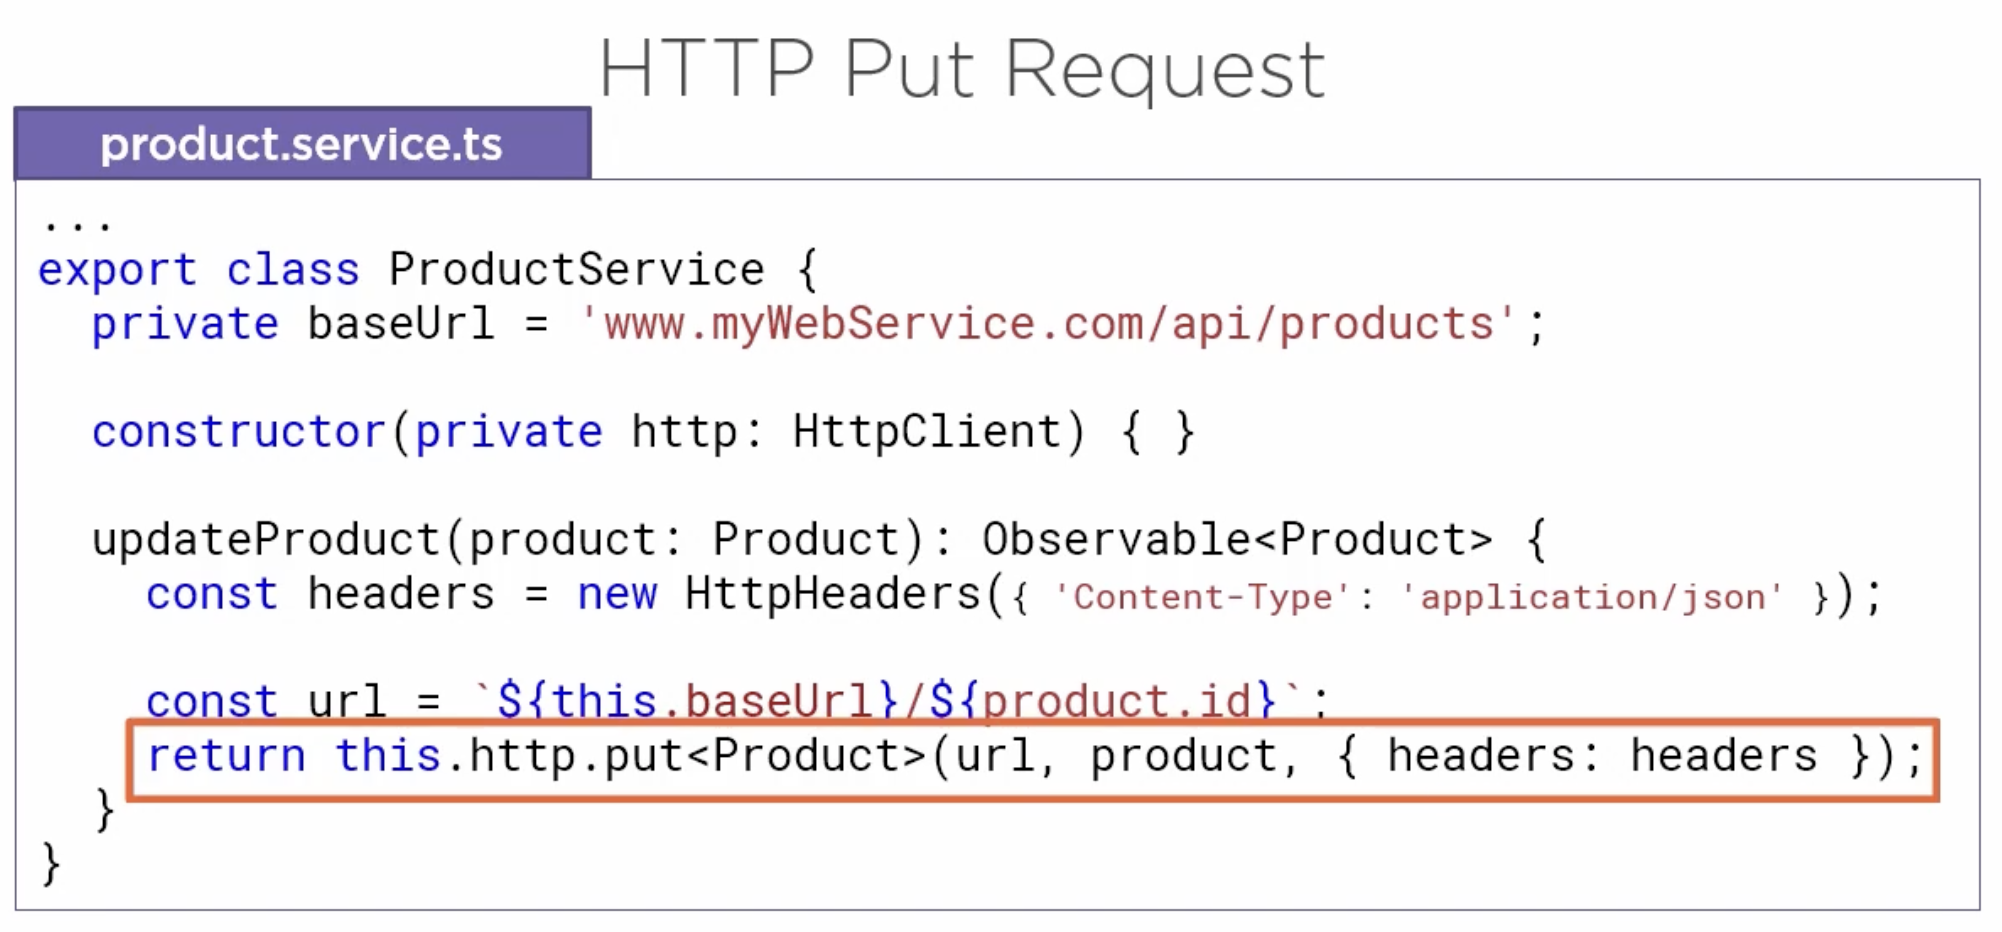 HTTP Put Request
product.service.ts
...
export class ProductService {
  private baseUrl = 'www.myWebService.com/api/products';
  constructor(private http: HttpClient) { }
  updateProduct(product: Product): Observable<Product> {
    const headers = new HttpHeaders({ 'Content-Type': 'application/json' });
    const url = `${this.baseUrl}/${product.id}`;
    return this.http.put<Product>(url, product, { headers: headers });
  }
}